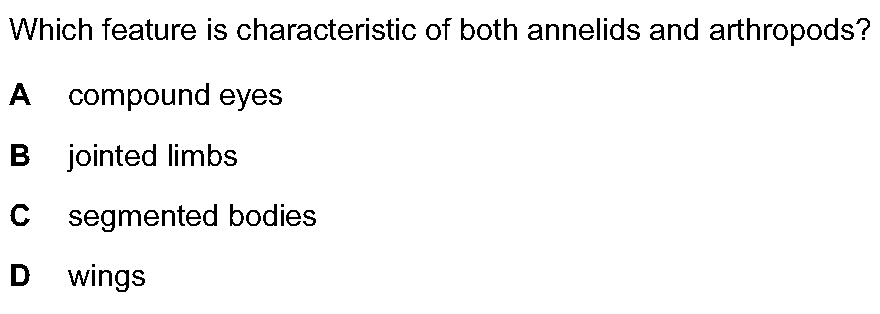 Which feature is characteristic of both annelids and arthropods?
A compound eyes
B jointed limbs
C segmented bodies
D wings